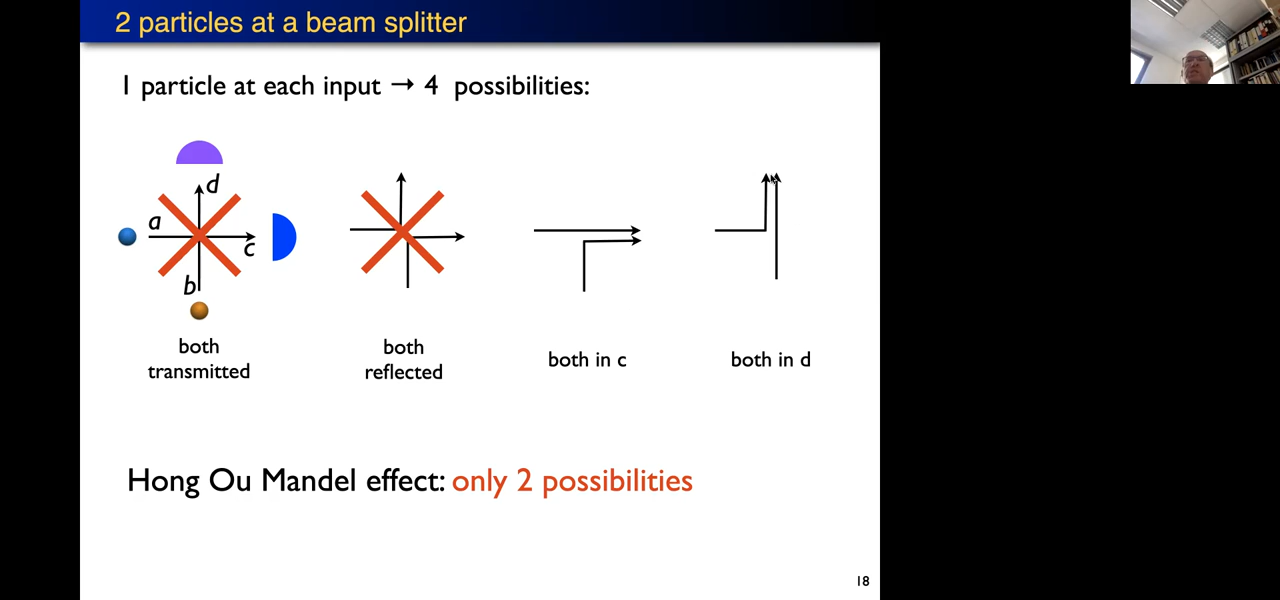 2 particles at a beam splitter
1 particle at each input → 4 possibilities:
d
a
c
b
both
transmitted
both
reflected
both in c
both in d
Hong Ou Mandel effect: only 2 possibilities
18